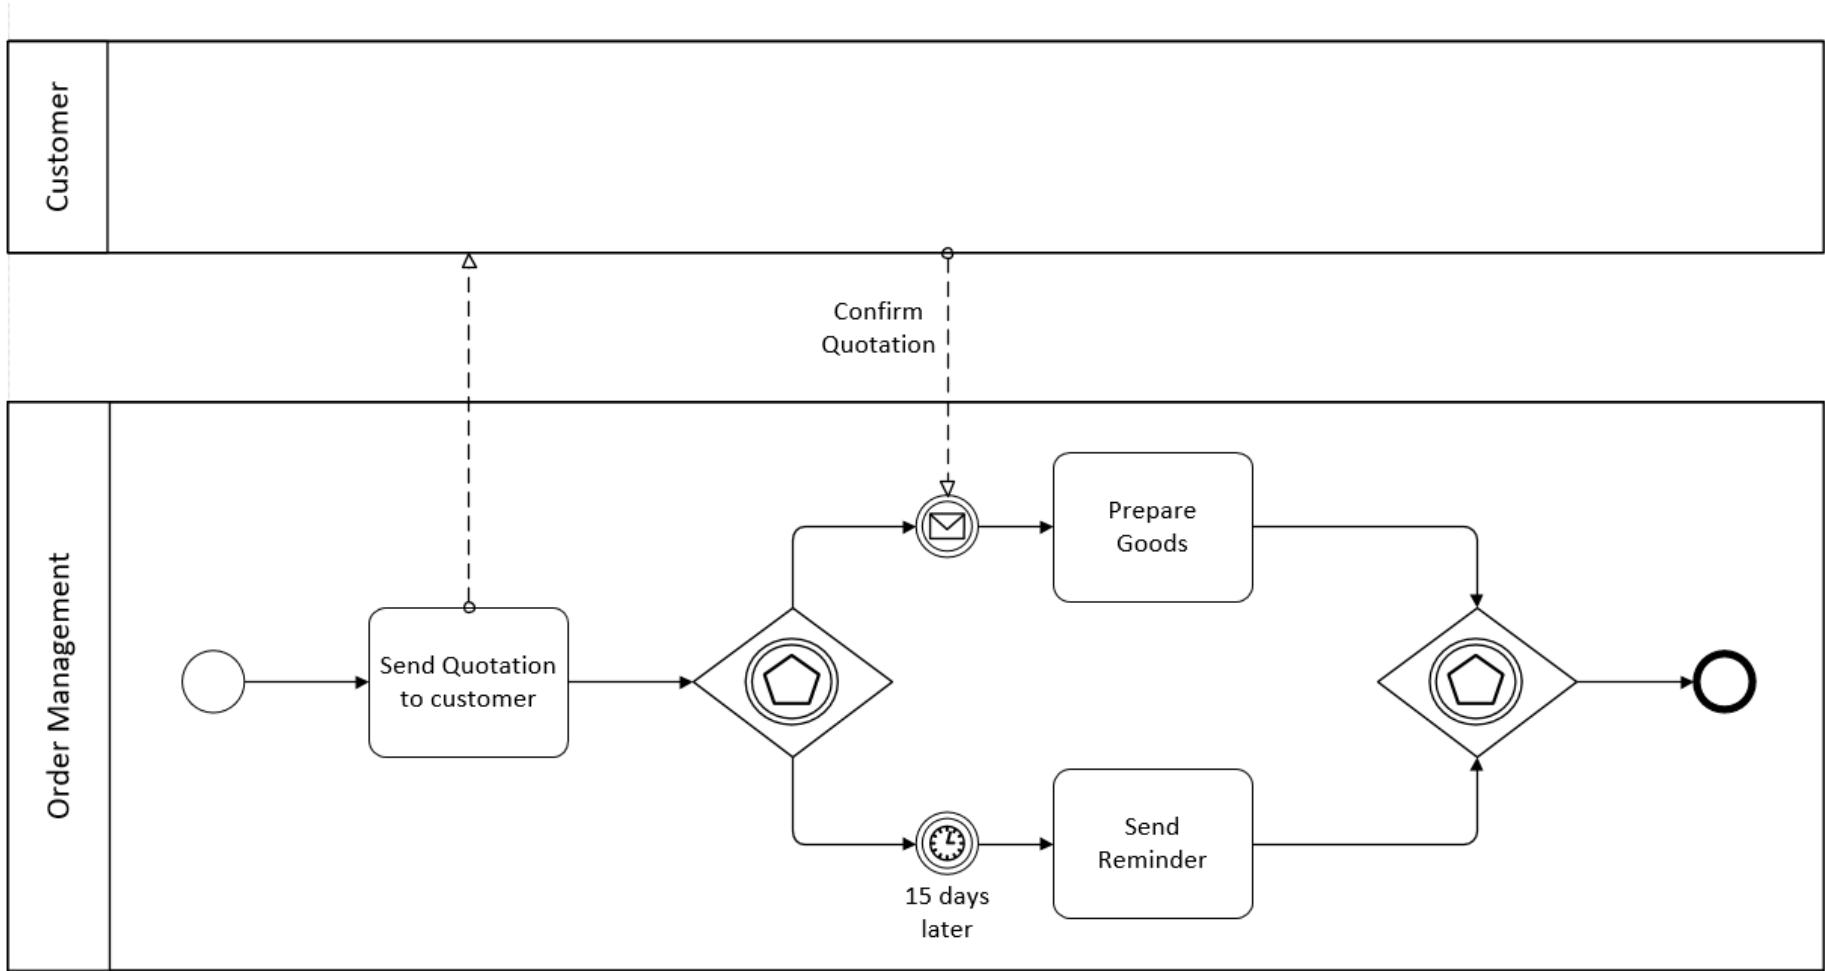 Customer
Confirm
Quotation
Order Management
Send Quotation
to customer
Prepare
Goods
Send
Reminder
15 days
later